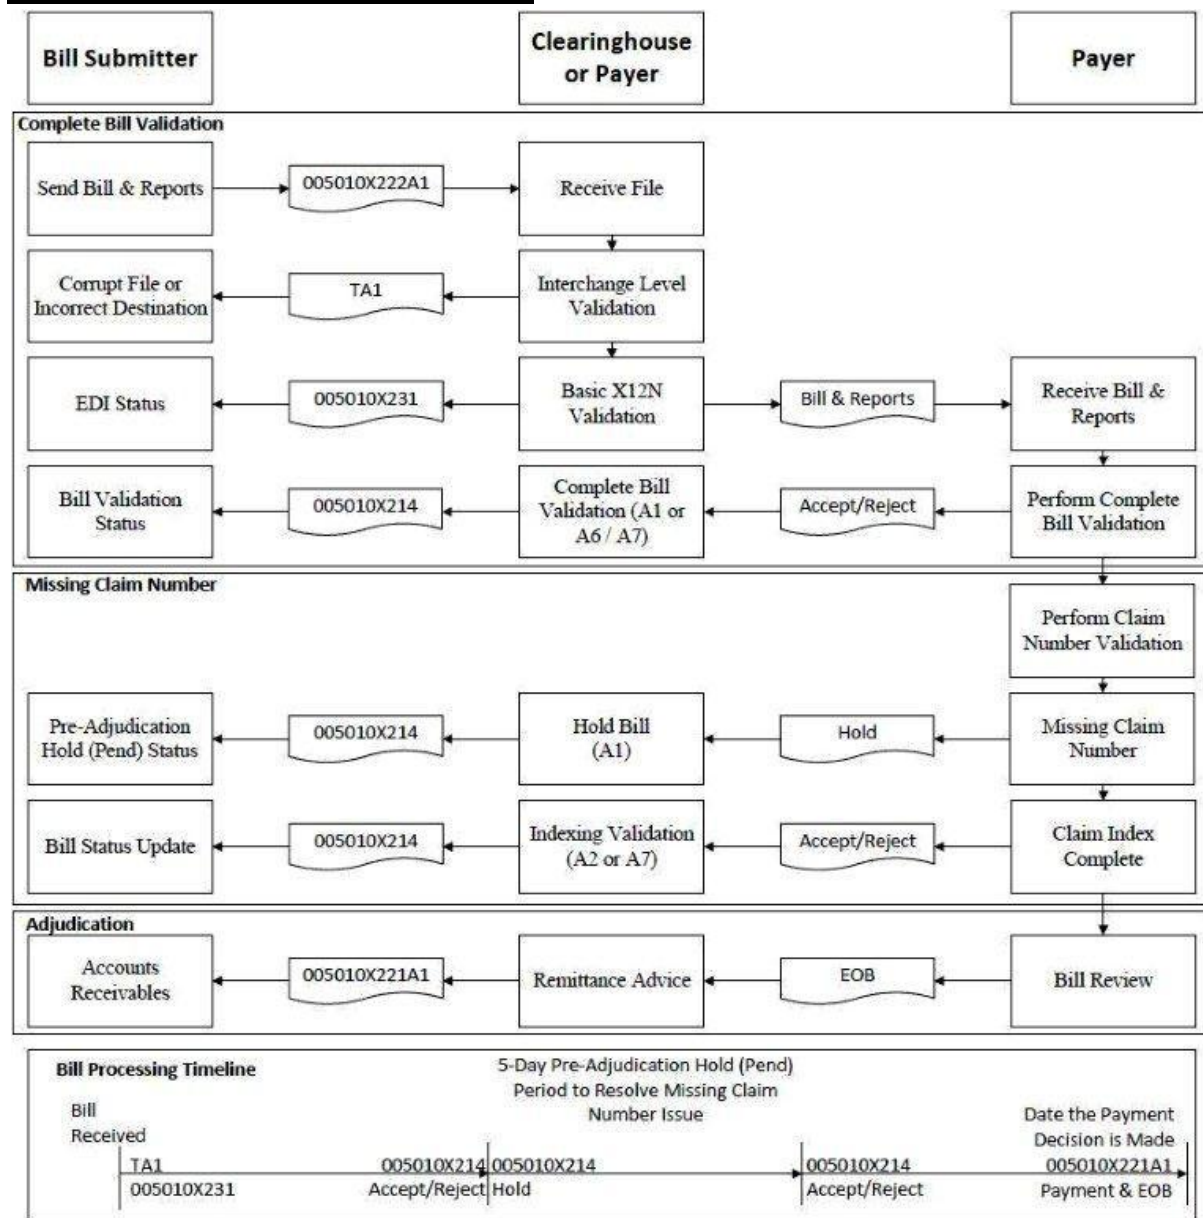 Bill Submitter
Clearinghouse
or Payer
Payer
Complete Bill Validation
Send Bill & Reports
005010X222A1
Receive File
Corrupt File or
Incorrect Destination
TA1
Interchange Level
Validation
EDI Status
005010X231
Basic X12N
Validation
Bill & Reports
Receive Bill &
Reports
Bill Validation
Status
005010X214
Complete Bill
Validation (A1 or
A6 / A7)
Accept/Reject
Perform Complete
Bill Validation
Missing Claim Number
Perform Claim
Number Validation
Pre-Adjudication
Hold (Pend) Status
005010X214
Hold Bill
(A1)
Hold
Missing Claim
Number
Bill Status Update
005010X214
Indexing Validation
(A2 or A7)
Accept/Reject
Claim Index
Complete
Adjudication
Accounts
Receivables
005010X221A1
Remittance Advice
EOB
Bill Review
Bill Processing Timeline
5-Day Pre-Adjudication Hold (Pend)
Period to Resolve Missing Claim
Number Issue
Bill
Received
Date the Payment
Decision is Made
TA1
005010X214
005010X214
005010X214
005010X221A1
005010X231
Accept/Reject
Hold
Accept/Reject
Payment & EOB